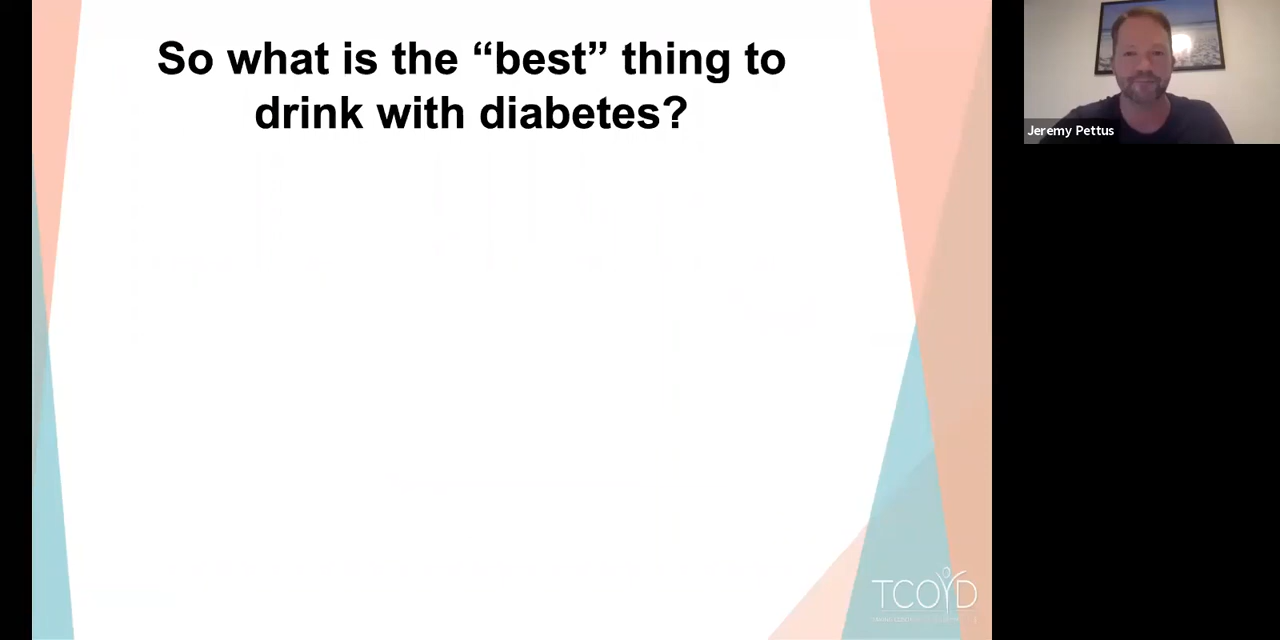 So what is the “best” thing to
drink with diabetes?
Jeremy Pettus
TCOYD